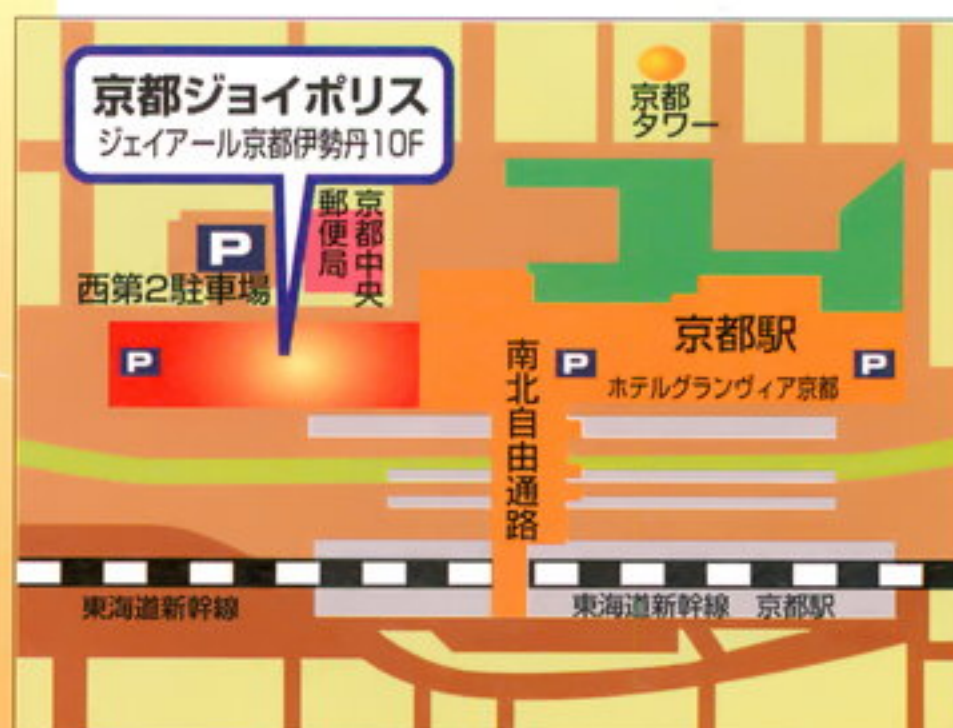 京都ジョイポリス
ジェイアール京都伊勢丹10F
京都
タワー
京都中央
郵便局
P
西第2駐車場
P
京都駅
P
P
ホテルグランヴィア京都
南北自由通路
東海道新幹線
東海道新幹線 京都駅